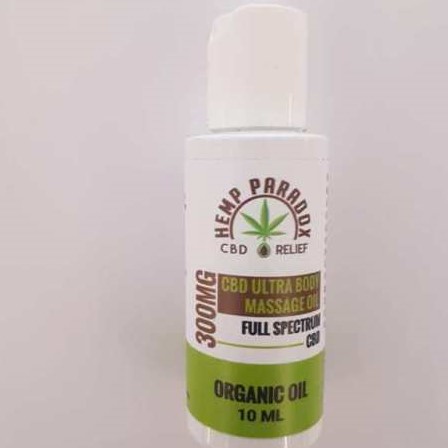 HEMP PARADOX
CBD RELIEF
300MG
CBD ULTRA BODY
MASSAGE OIL
FULL SPECTRUM
CBD
ORGANIC OIL
10 ML